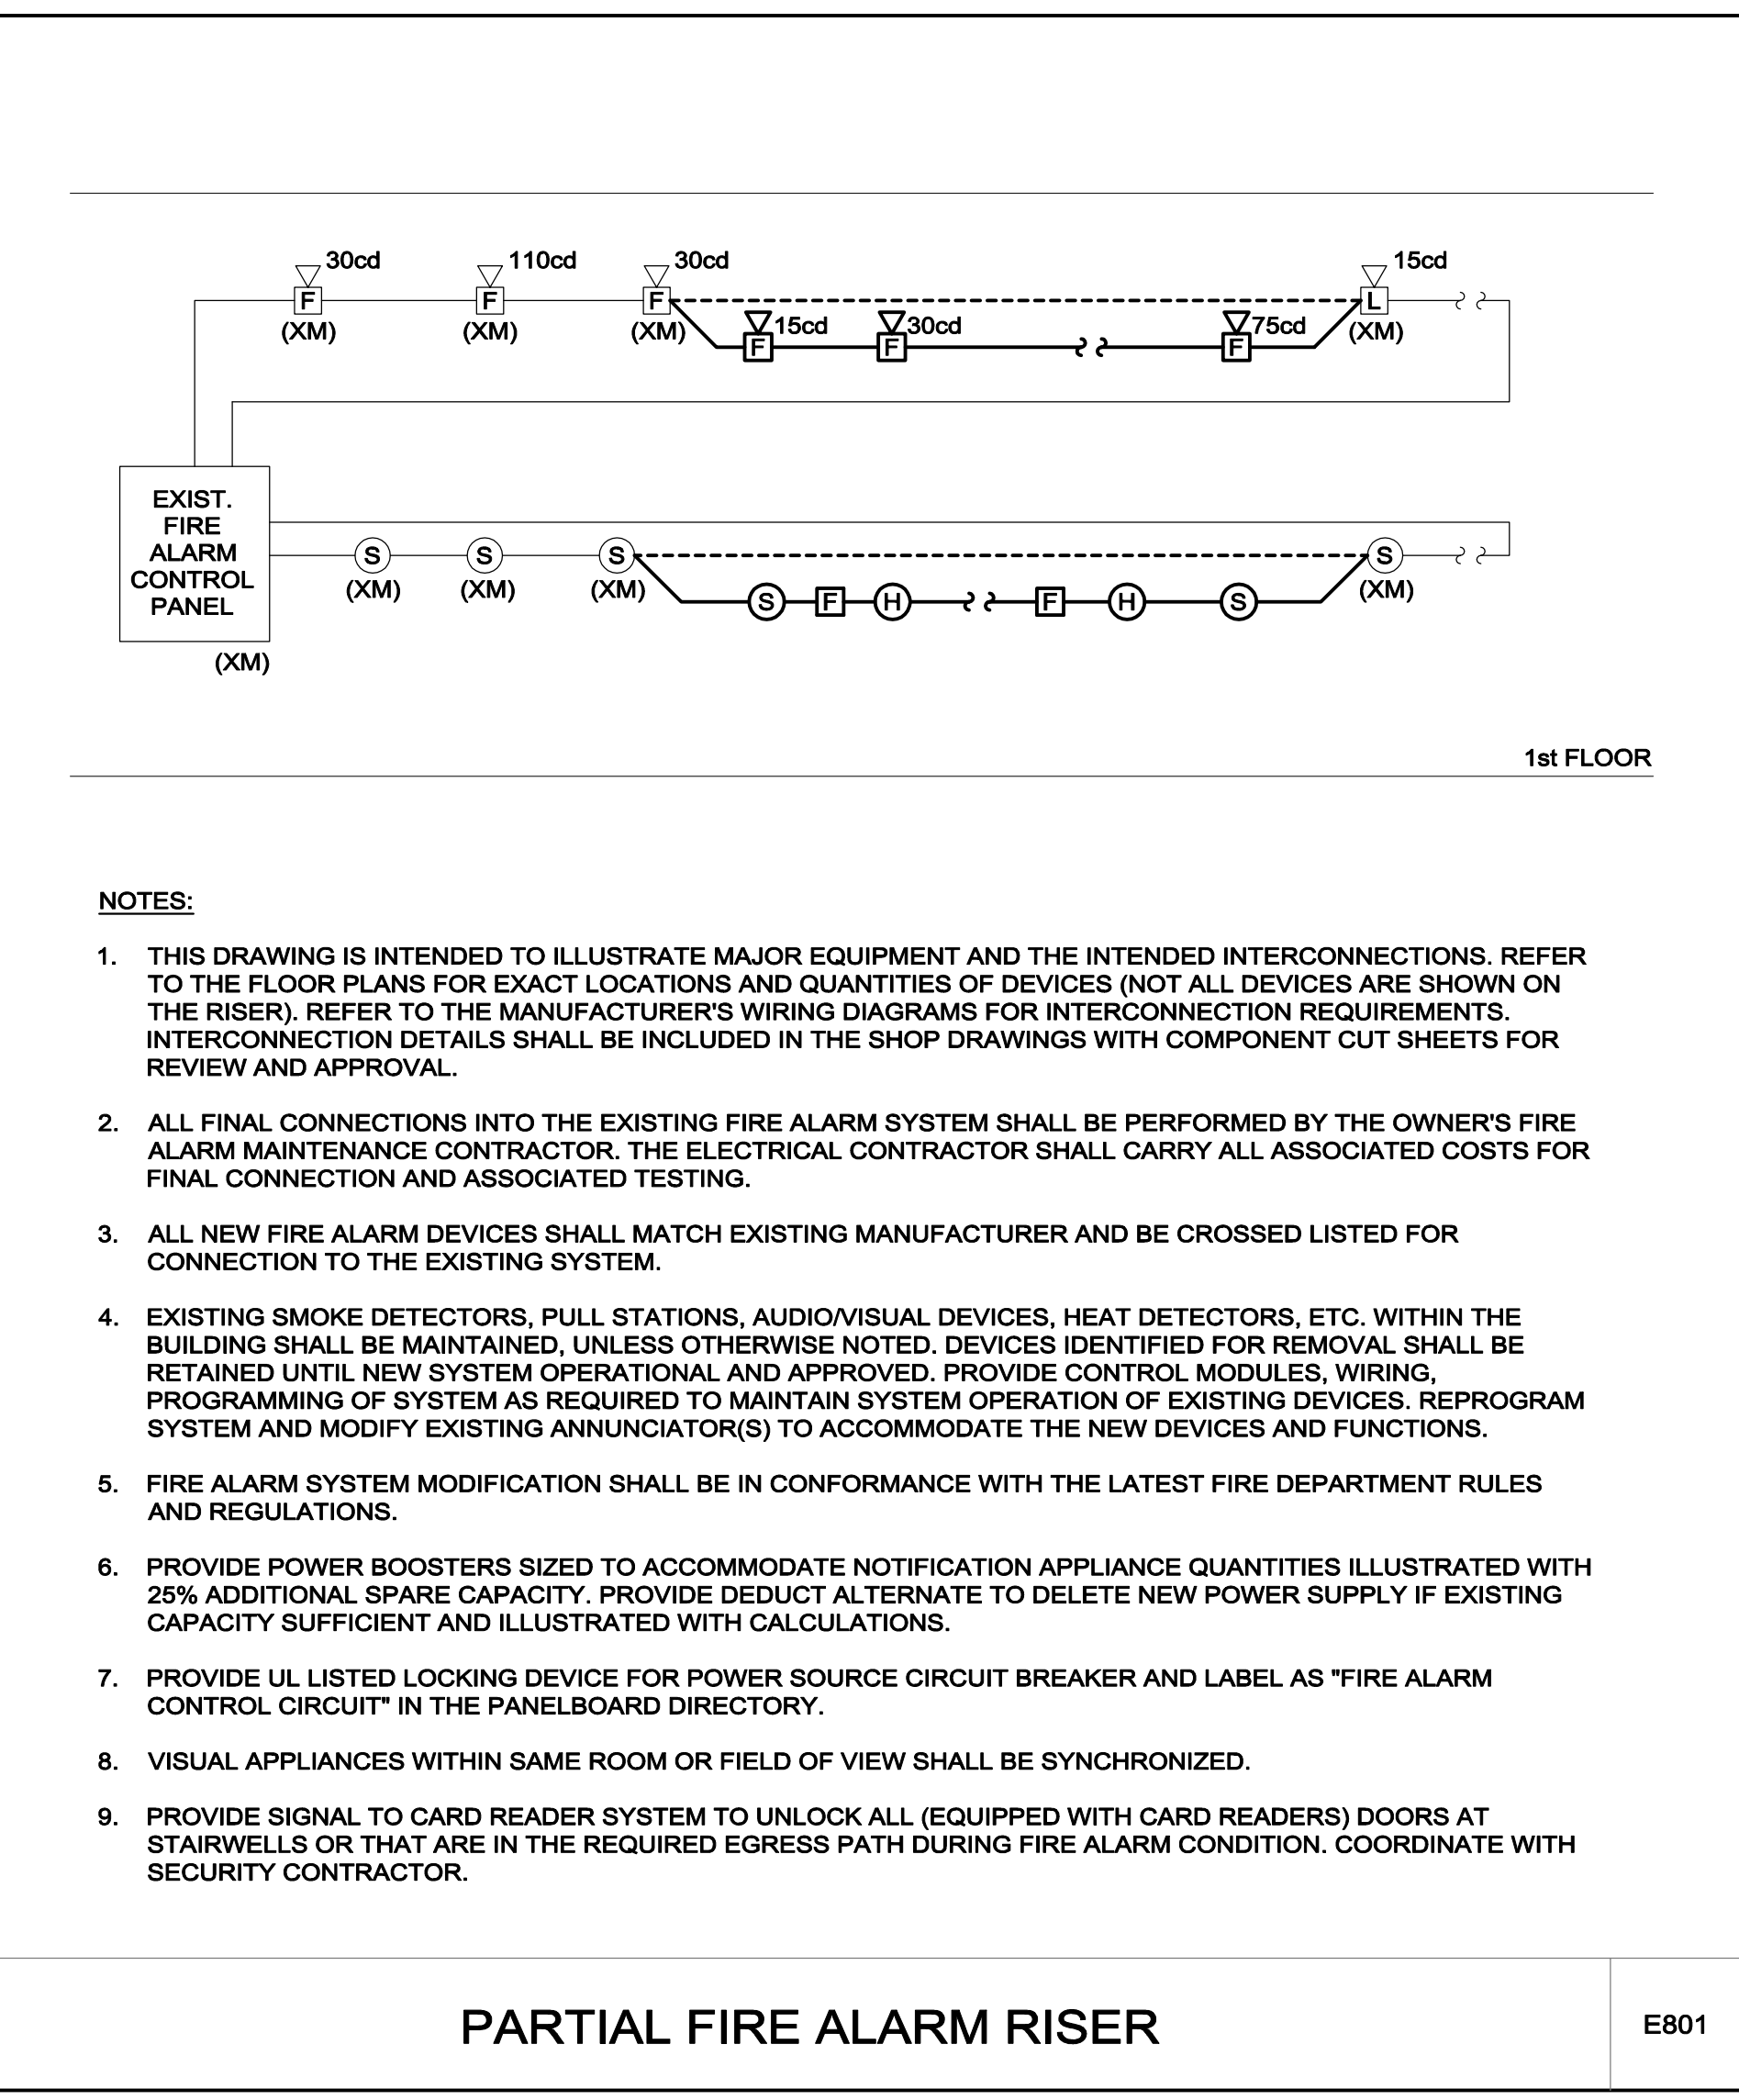 30cd 110cd 30cd 15cd
F F F L
(XM) (XM) (XM) (XM)
15cd 30cd 75cd
F F F
EXIST.
FIRE
ALARM
CONTROL
PANEL
(XM)
S S S S
(XM) (XM) (XM) (XM)
S F H F H S
1st FLOOR
NOTES:
1. THIS DRAWING IS INTENDED TO ILLUSTRATE MAJOR EQUIPMENT AND THE INTENDED INTERCONNECTIONS. REFER
TO THE FLOOR PLANS FOR EXACT LOCATIONS AND QUANTITIES OF DEVICES (NOT ALL DEVICES ARE SHOWN ON
THE RISER). REFER TO THE MANUFACTURER'S WIRING DIAGRAMS FOR INTERCONNECTION REQUIREMENTS.
INTERCONNECTION DETAILS SHALL BE INCLUDED IN THE SHOP DRAWINGS WITH COMPONENT CUT SHEETS FOR
REVIEW AND APPROVAL.
2. ALL FINAL CONNECTIONS INTO THE EXISTING FIRE ALARM SYSTEM SHALL BE PERFORMED BY THE OWNER'S FIRE
ALARM MAINTENANCE CONTRACTOR. THE ELECTRICAL CONTRACTOR SHALL CARRY ALL ASSOCIATED COSTS FOR
FINAL CONNECTION AND ASSOCIATED TESTING.
3. ALL NEW FIRE ALARM DEVICES SHALL MATCH EXISTING MANUFACTURER AND BE CROSSED LISTED FOR
CONNECTION TO THE EXISTING SYSTEM.
4. EXISTING SMOKE DETECTORS, PULL STATIONS, AUDIO/VISUAL DEVICES, HEAT DETECTORS, ETC. WITHIN THE
BUILDING SHALL BE MAINTAINED, UNLESS OTHERWISE NOTED. DEVICES IDENTIFIED FOR REMOVAL SHALL BE
RETAINED UNTIL NEW SYSTEM OPERATIONAL AND APPROVED. PROVIDE CONTROL MODULES, WIRING,
PROGRAMMING OF SYSTEM AS REQUIRED TO MAINTAIN SYSTEM OPERATION OF EXISTING DEVICES. REPROGRAM
SYSTEM AND MODIFY EXISTING ANNUNCIATOR(S) TO ACCOMMODATE THE NEW DEVICES AND FUNCTIONS.
5. FIRE ALARM SYSTEM MODIFICATION SHALL BE IN CONFORMANCE WITH THE LATEST FIRE DEPARTMENT RULES
AND REGULATIONS.
6. PROVIDE POWER BOOSTERS SIZED TO ACCOMMODATE NOTIFICATION APPLIANCE QUANTITIES ILLUSTRATED WITH
25% ADDITIONAL SPARE CAPACITY. PROVIDE DEDUCT ALTERNATE TO DELETE NEW POWER SUPPLY IF EXISTING
CAPACITY SUFFICIENT AND ILLUSTRATED WITH CALCULATIONS.
7. PROVIDE UL LISTED LOCKING DEVICE FOR POWER SOURCE CIRCUIT BREAKER AND LABEL AS "FIRE ALARM
CONTROL CIRCUIT" IN THE PANELBOARD DIRECTORY.
8. VISUAL APPLIANCES WITHIN SAME ROOM OR FIELD OF VIEW SHALL BE SYNCHRONIZED.
9. PROVIDE SIGNAL TO CARD READER SYSTEM TO UNLOCK ALL (EQUIPPED WITH CARD READERS) DOORS AT
STAIRWELLS OR THAT ARE IN THE REQUIRED EGRESS PATH DURING FIRE ALARM CONDITION. COORDINATE WITH
SECURITY CONTRACTOR.
PARTIAL FIRE ALARM RISER
E801